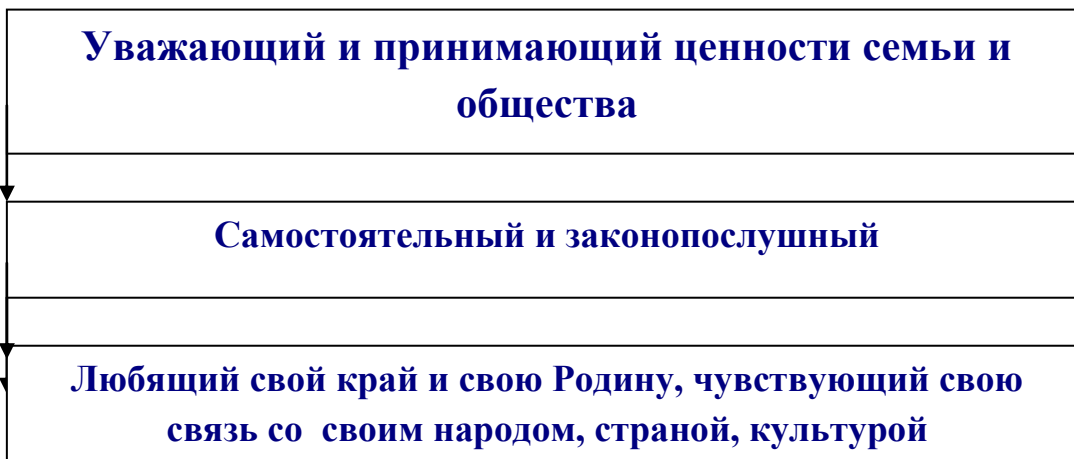 Уважающий и принимающий ценности семьи и
общества
Самостоятельный и законопослушный
Любящий свой край и свою Родину, чувствующий свою
связь со своим народом, страной, культурой